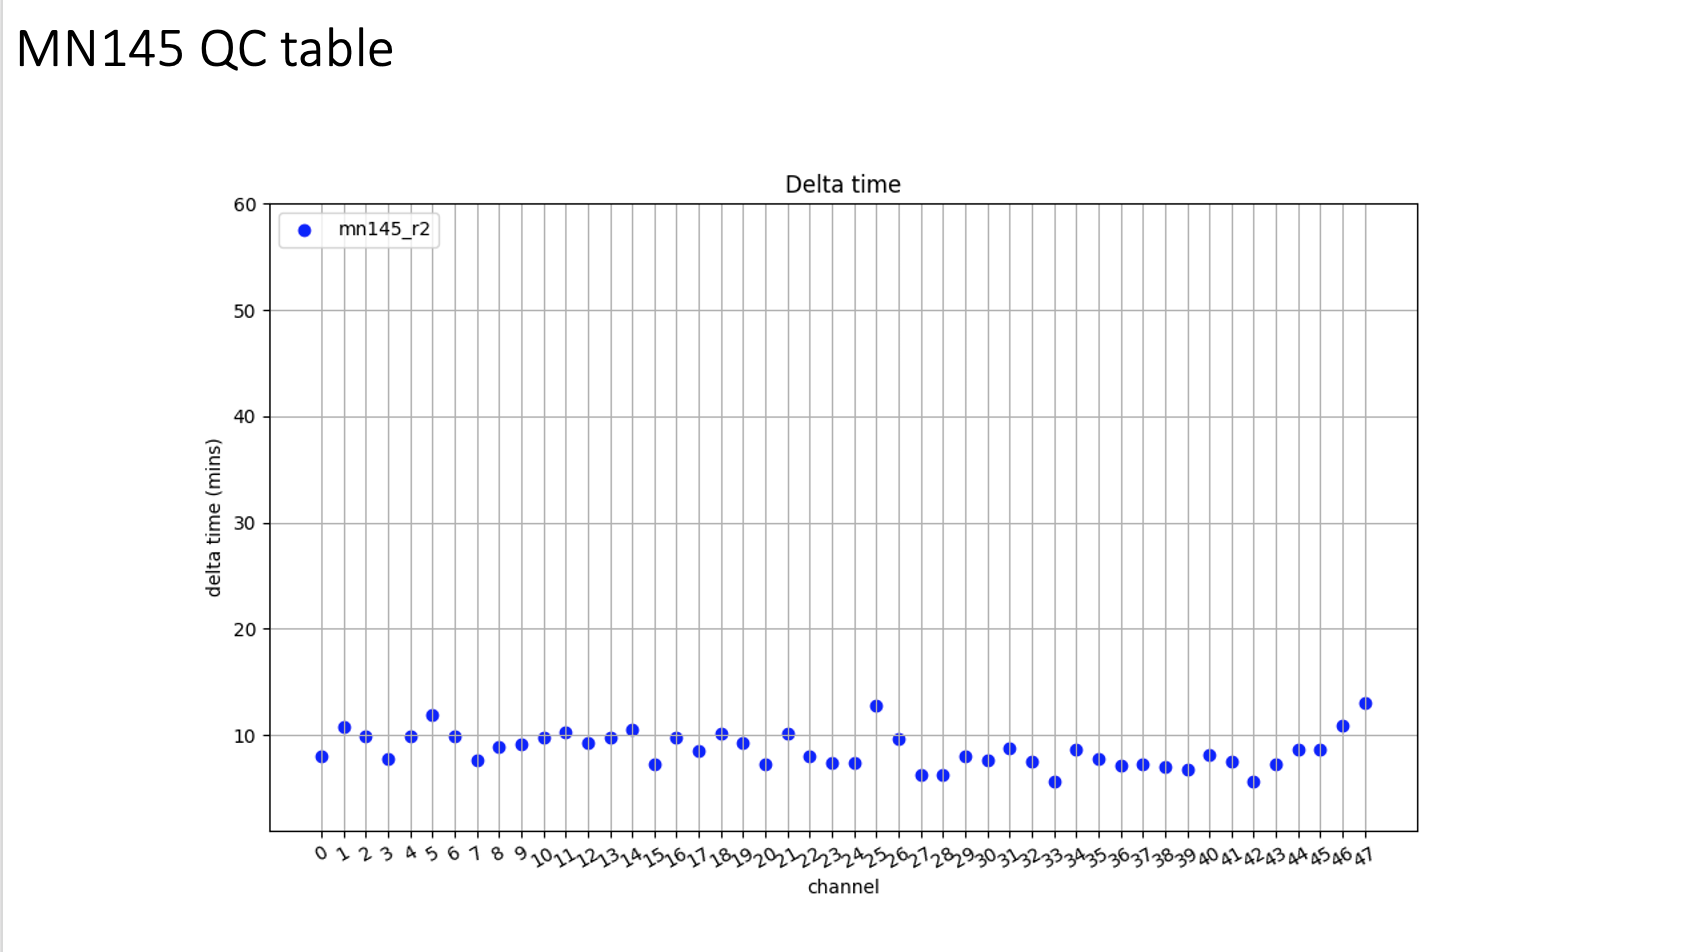 MN145 QC table
Delta time
60
mn145_r2
50
40
30
20
10
delta time (mins)
0 1 2 3 4 5 6 7 8 9 10 11 12 13 14 15 16 17 18 19 20 21 22 23 24 25 26 27 28 29 30 31 32 33 34 35 36 37 38 39 40 41 42 43 44 45 46 47
channel